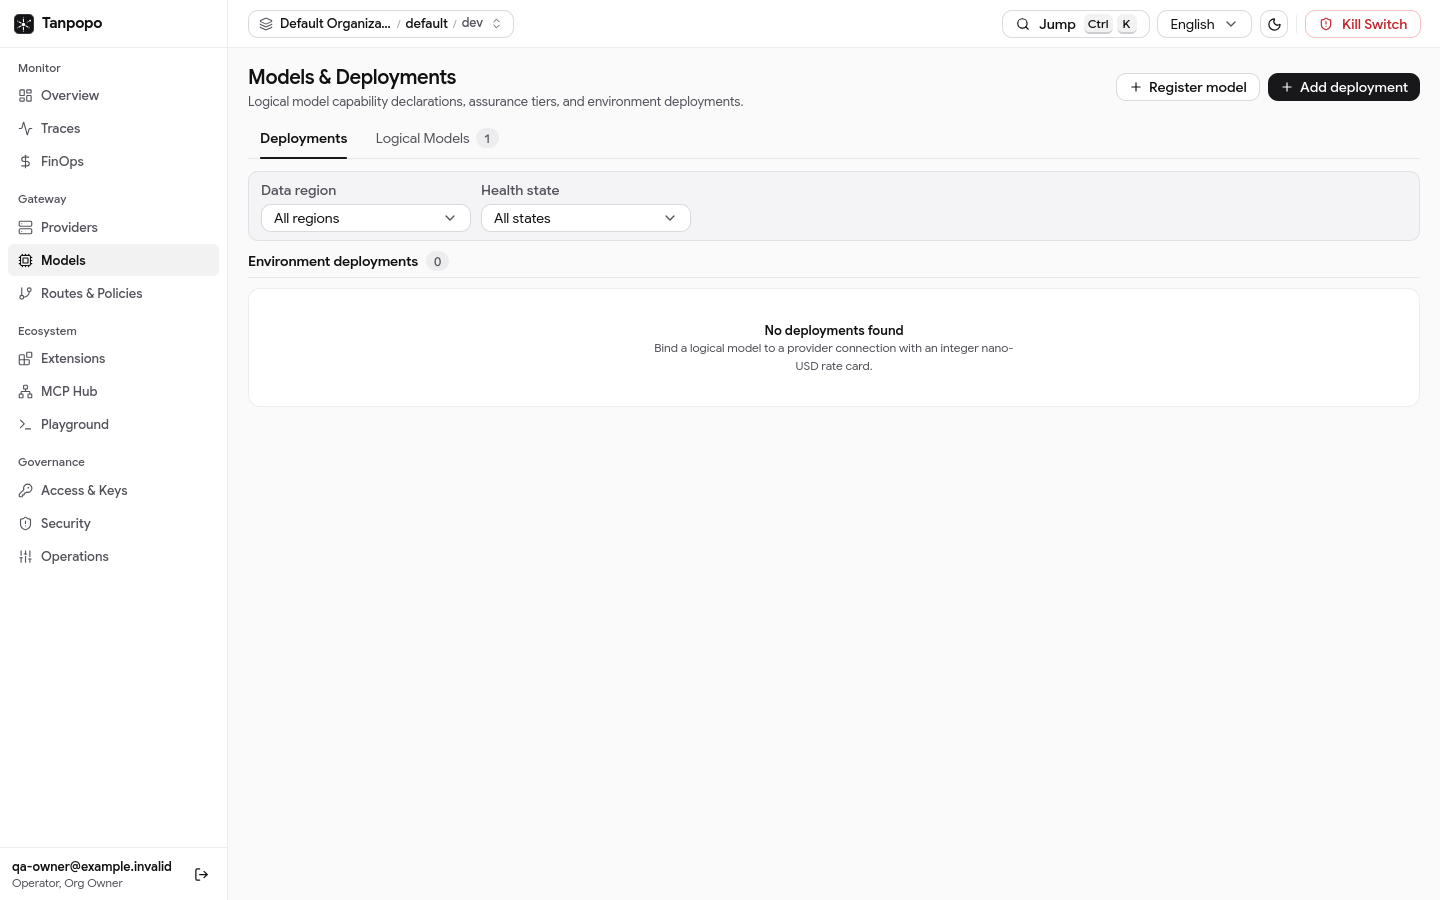 Tanpopo
Default Organiza... / default / dev
Jump Ctrl K
English
Kill Switch
Monitor
Overview
Traces
FinOps
Gateway
Providers
Models
Routes & Policies
Ecosystem
Extensions
MCP Hub
Playground
Governance
Access & Keys
Security
Operations
qa-owner@example.invalid
Operator, Org Owner
Models & Deployments
Logical model capability declarations, assurance tiers, and environment deployments.
Register model
Add deployment
Deployments
Logical Models 1
Data region
All regions
Health state
All states
Environment deployments 0
No deployments found
Bind a logical model to a provider connection with an integer nano-
USD rate card.